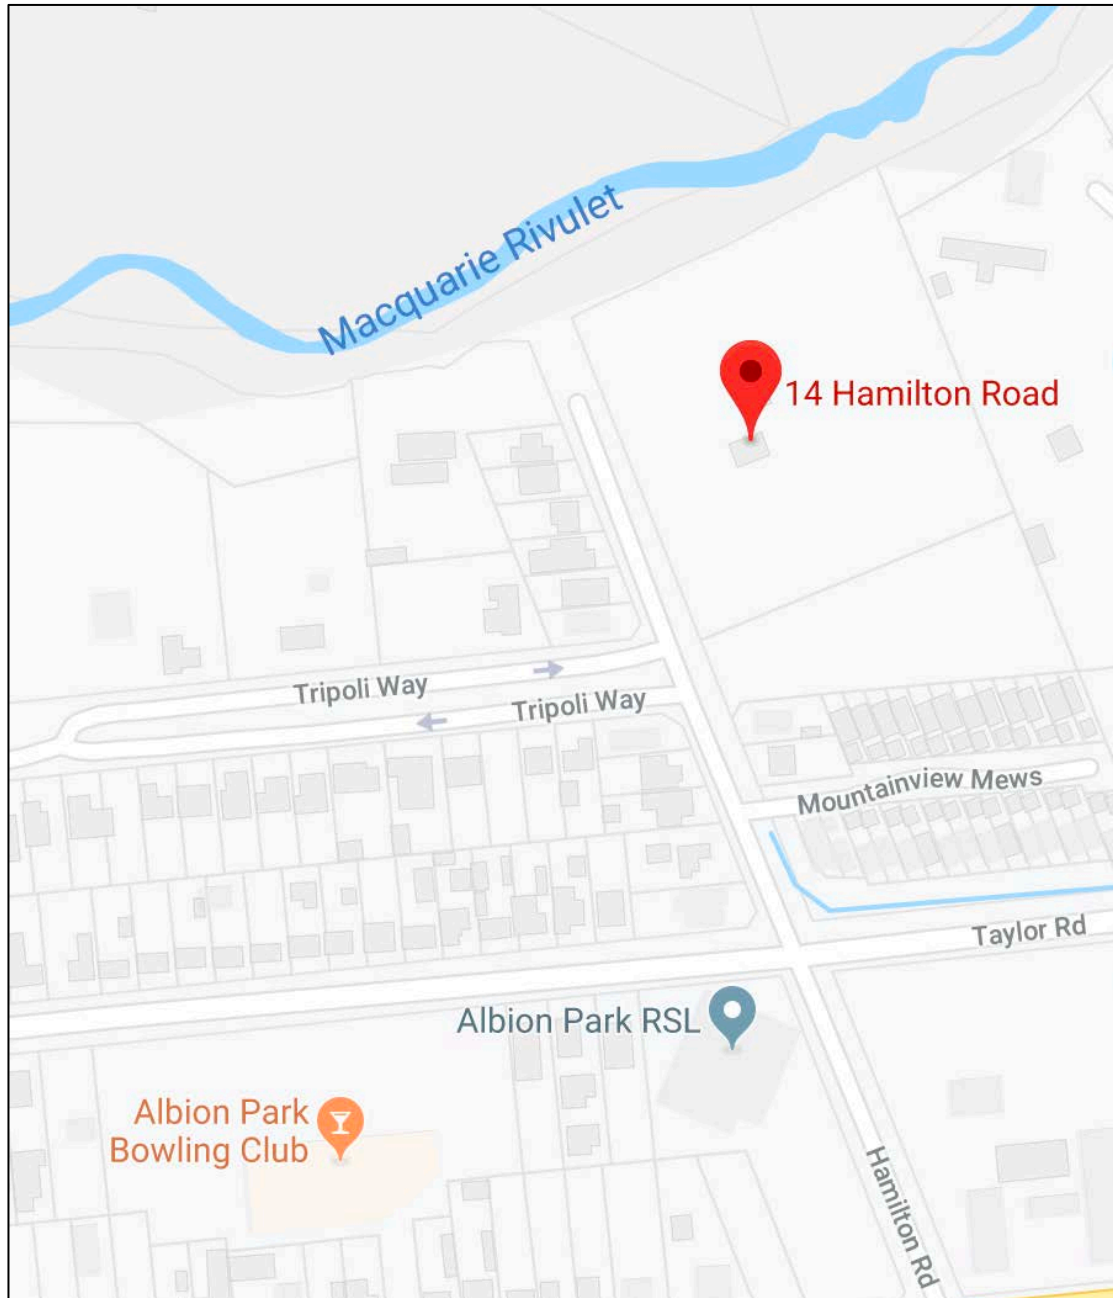 Macquarie Rivulet
14 Hamilton Road
Tripoli Way
Tripoli Way
Mountainview Mews
Taylor Rd
Albion Park RSL
Albion Park
Bowling Club
Hamilton Rd